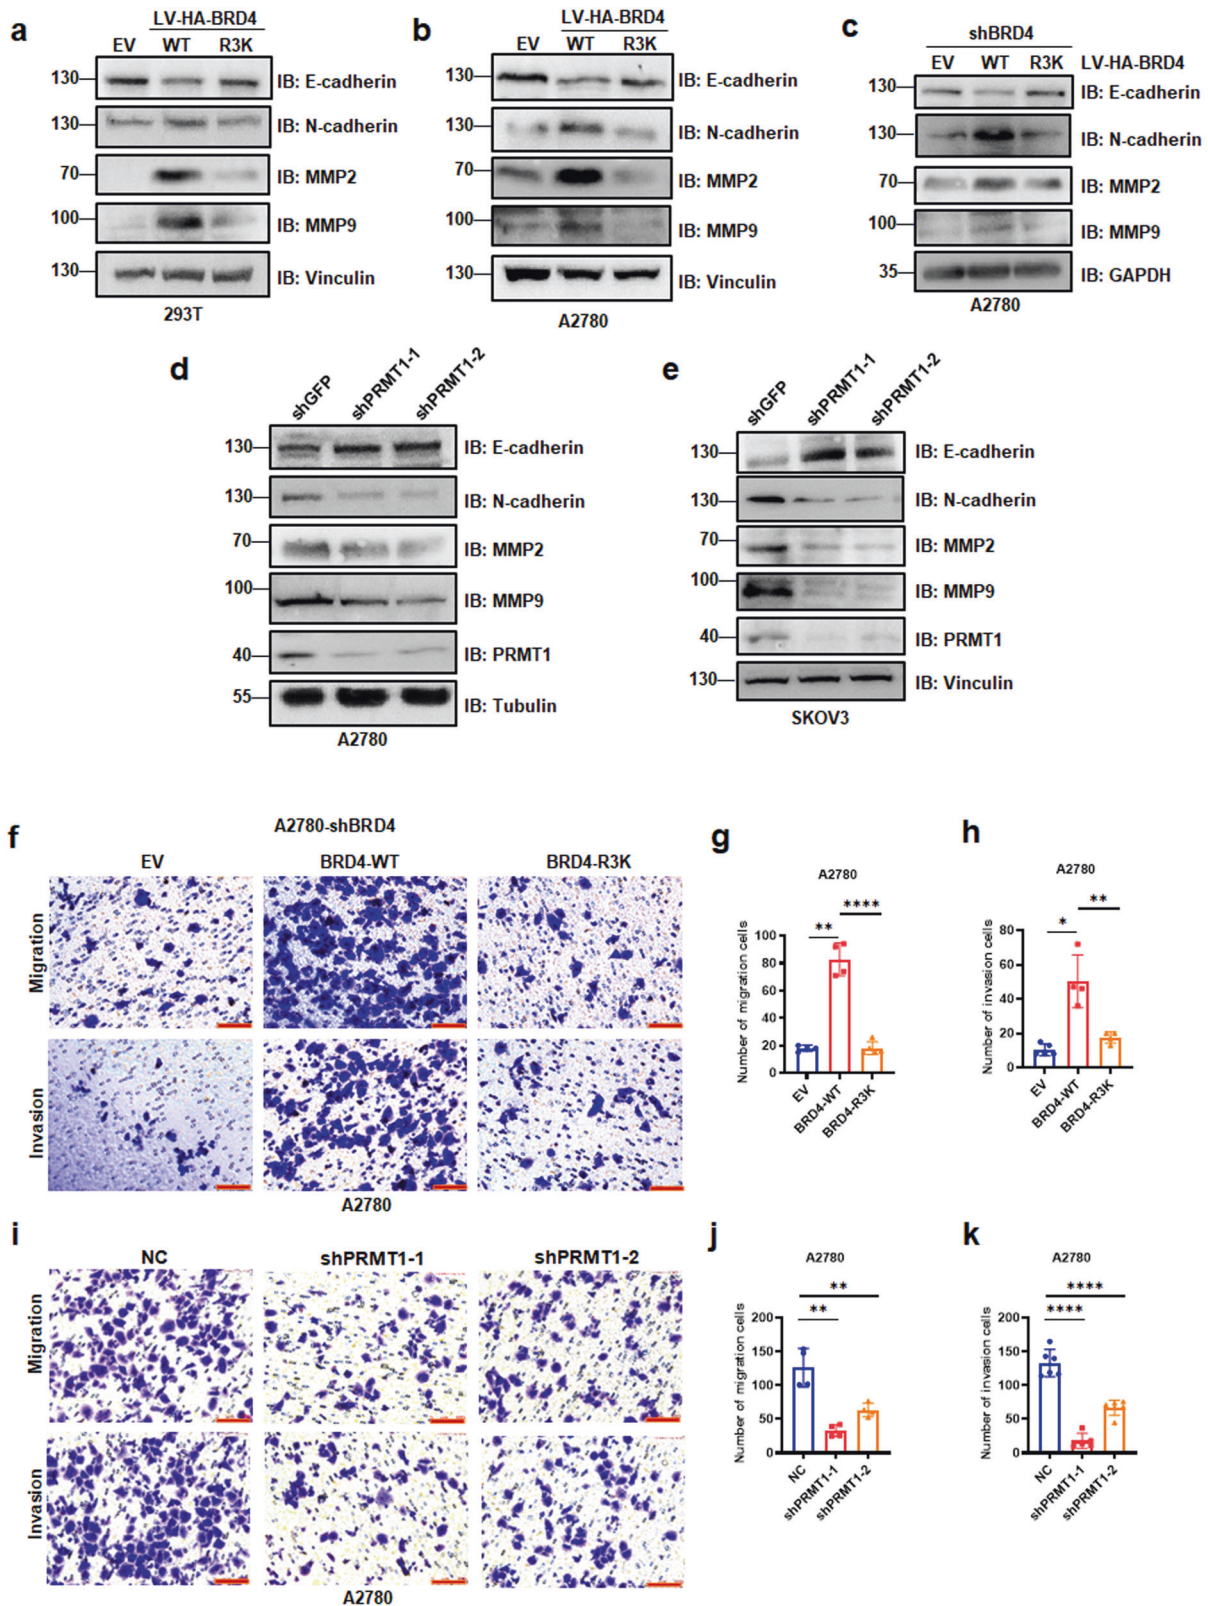 a
LV-HA-BRD4
EV WT R3K
130 IB: E-cadherin
130 IB: N-cadherin
70 IB: MMP2
100 IB: MMP9
130 IB: Vinculin
293T
b
LV-HA-BRD4
EV WT R3K
130 IB: E-cadherin
130 IB: N-cadherin
70 IB: MMP2
100 IB: MMP9
130 IB: Vinculin
A2780
c
shBRD4
EV WT R3K LV-HA-BRD4
130 IB: E-cadherin
130 IB: N-cadherin
70 IB: MMP2
100 IB: MMP9
35 IB: GAPDH
A2780
d
shGFP shPRMT1-1 shPRMT1-2
130 IB: E-cadherin
130 IB: N-cadherin
70 IB: MMP2
100 IB: MMP9
40 IB: PRMT1
55 IB: Tubulin
A2780
e
shGFP shPRMT1-1 shPRMT1-2
130 IB: E-cadherin
130 IB: N-cadherin
70 IB: MMP2
100 IB: MMP9
40 IB: PRMT1
130 IB: Vinculin
SKOV3
f
A2780-shBRD4
EV BRD4-WT BRD4-R3K
Migration
Invasion
A2780
g
A2780
**** 
**
Number of migration cells
100
80
60
40
20
0
EV BRD4-WT BRD4-R3K
h
A2780
**
*
Number of invasion cells
80
60
40
20
0
EV BRD4-WT BRD4-R3K
i
NC shPRMT1-1 shPRMT1-2
Migration
Invasion
A2780
j
A2780
**
**
Number of migration cells
200
150
100
50
0
NC shPRMT1-1 shPRMT1-2
k
A2780
****
****
Number of invasion cells
200
150
100
50
0
NC shPRMT1-1 shPRMT1-2